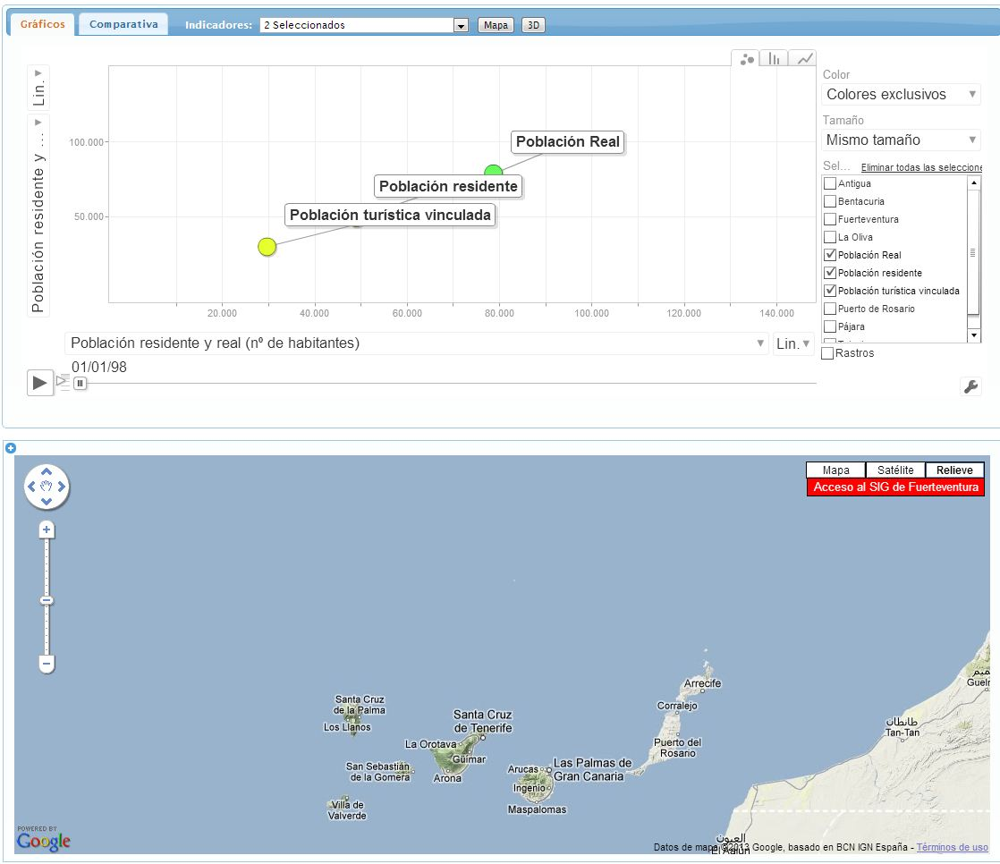 Gráficos Comparativa Indicadores: 2 Seleccionados Mapa 3D
Lin.
Población residente y ...
100.000
50.000
Población Real
Población residente
Población turística vinculada
20.000 40.000 60.000 80.000 100.000 120.000 140.000
Población residente y real (nº de habitantes) Lin.
01/01/98
Color
Colores exclusivos
Tamaño
Mismo tamaño
Sel... Eliminar todas las seleccione
Antigua
Bentacuria
Fuerteventura
La Oliva
Población Real
Población residente
Población turística vinculada
Puerto de Rosario
Pájara
Rastros
Mapa Satélite Relieve
Acceso al SIG de Fuerteventura
Arrecife
Corralejo
Puerto del
Rosario
Santa Cruz
de la Palma
Los Llanos
Santa Cruz
de Tenerife
La Orotava
Güímar
San Sebastián
de la Gomera
Arona
Arucas
Las Palmas de
Gran Canaria
Ingenio
Maspalomas
Villa de
Valverde
طانطان
Tan-Tan
Guelm
العيون
El Aaiún
POWERED BY
Google
Datos de mapa ©2013 Google, basado en BCN IGN España - Términos de uso